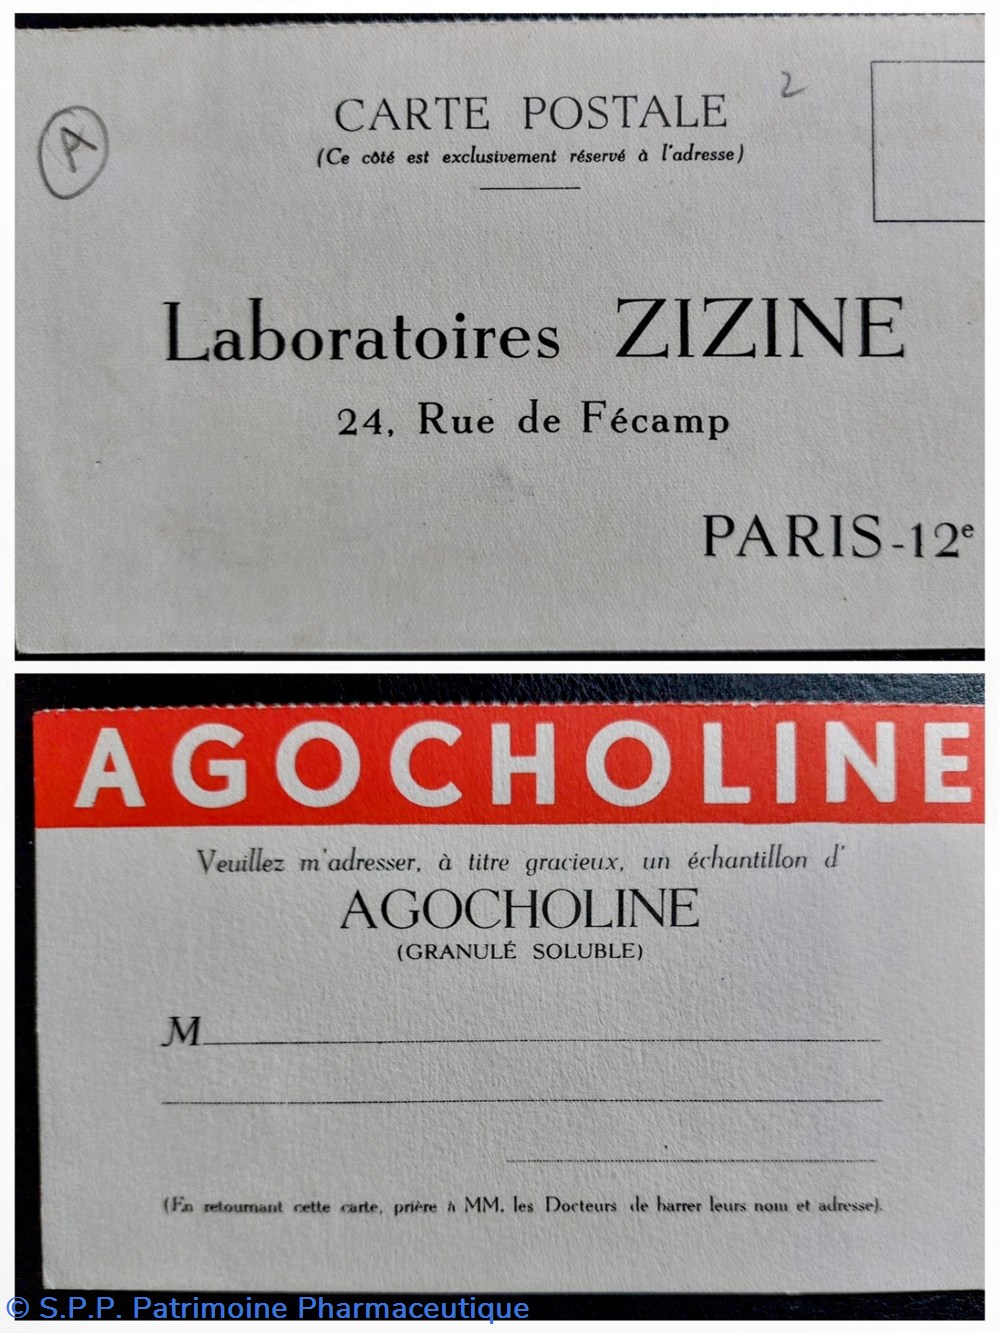 2
A
CARTE POSTALE
(Ce côté est exclusivement réservé à l'adresse)
Laboratoires ZIZINE
24, Rue de Fécamp
PARIS-12e
AGOCHOLINE
Veuillez m'adresser, à titre gracieux, un échantillon d'
AGOCHOLINE
(GRANULÉ SOLUBLE)
M
(En retournant cette carte, prière à MM. les Docteurs de barrer leurs nom et adresse).
© S.P.P. Patrimoine Pharmaceutique